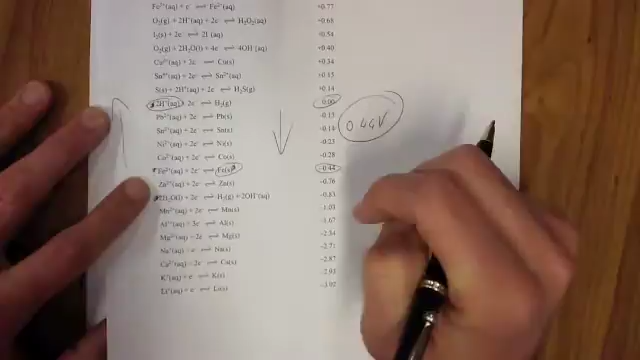 Fe³⁺(aq) + e ⇌ Fe²⁺(aq) +0.77
O₂(g) + 2H⁺(aq) + 2e ⇌ H₂O₂(aq) +0.68
I₂(s) + 2e ⇌ 2I⁻(aq) +0.54
O₂(g) + 2H₂O(l) + 4e ⇌ 4OH⁻(aq) +0.40
Cu²⁺(aq) + 2e ⇌ Cu(s) +0.34
Sn⁴⁺(aq) + 2e ⇌ Sn²⁺(aq) +0.15
S(s) + 2H⁺(aq) + 2e ⇌ H₂S(g) +0.14
2H⁺(aq) + 2e ⇌ H₂(g) 0.00
Pb²⁺(aq) + 2e ⇌ Pb(s) -0.13
Sn²⁺(aq) + 2e ⇌ Sn(s) -0.14
0.44V
Ni²⁺(aq) + 2e ⇌ Ni(s) -0.23
Co²⁺(aq) + 2e ⇌ Co(s) -0.28
Fe²⁺(aq) + 2e ⇌ Fe(s) -0.44
Zn²⁺(aq) + 2e ⇌ Zn(s) -0.76
2H₂O(l) + 2e ⇌ H₂(g) + 2OH⁻(aq) -0.83
Mn²⁺(aq) + 2e ⇌ Mn(s) -1.03
Al³⁺(aq) + 3e ⇌ Al(s) -1.67
Mg²⁺(aq) + 2e ⇌ Mg(s) -2.34
Na⁺(aq) + e ⇌ Na(s) -2.71
Ca²⁺(aq) + 2e ⇌ Ca(s) -2.87
K⁺(aq) + e ⇌ K(s) -2.93
Li⁺(aq) + e ⇌ Li(s) -3.02